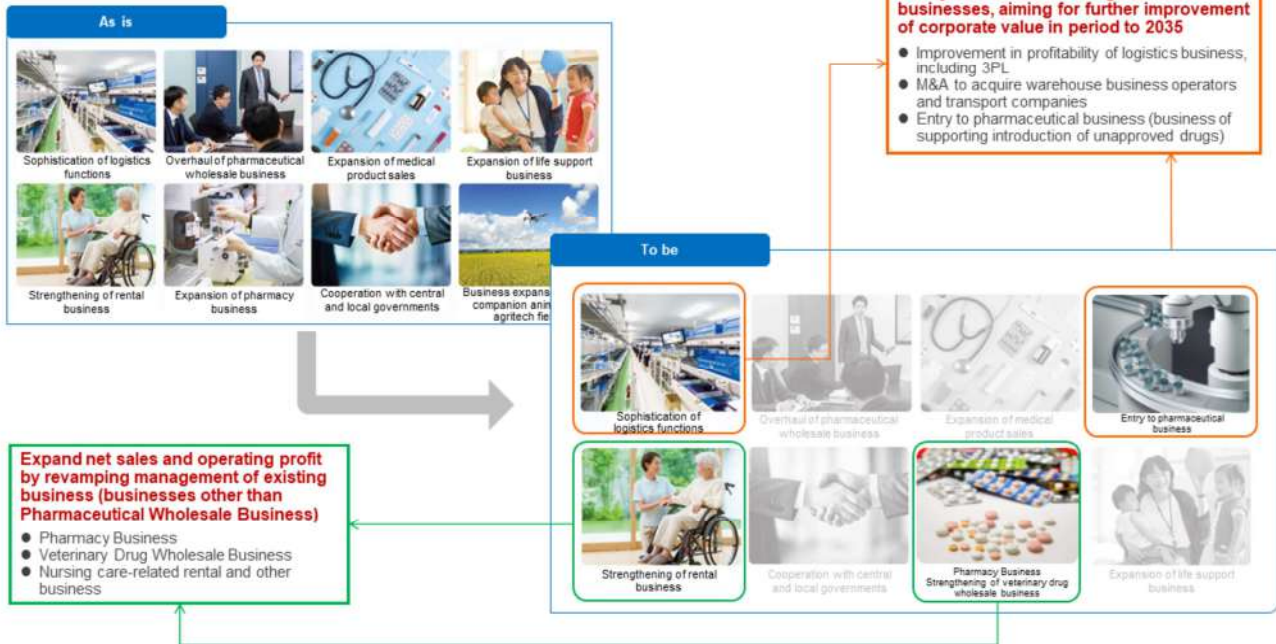 As is
Sophistication of logistics
functions
Overhaul of pharmaceutical
wholesale business
Expansion of medical
product sales
Expansion of life support
business
Strengthening of rental
business
Expansion of pharmacy
business
Cooperation with central
and local governments
Business expans
companion anim
agritech fie
businesses, aiming for further improvement
of corporate value in period to 2035
● Improvement in profitability of logistics business,
including 3PL
● M&A to acquire warehouse business operators
and transport companies
● Entry to pharmaceutical business (business of
supporting introduction of unapproved drugs)
To be
Sophistication of
logistics functions
Overhaul of pharmaceutical
wholesale business
Expansion of medical
product sales
Entry to pharmaceutical
business
Strengthening of rental
business
Cooperation with central
and local governments
Pharmacy Business
Strengthening of veterinary drug
wholesale business
Expansion of life support
business
Expand net sales and operating profit
by revamping management of existing
business (businesses other than
Pharmaceutical Wholesale Business)
● Pharmacy Business
● Veterinary Drug Wholesale Business
● Nursing care-related rental and other
business